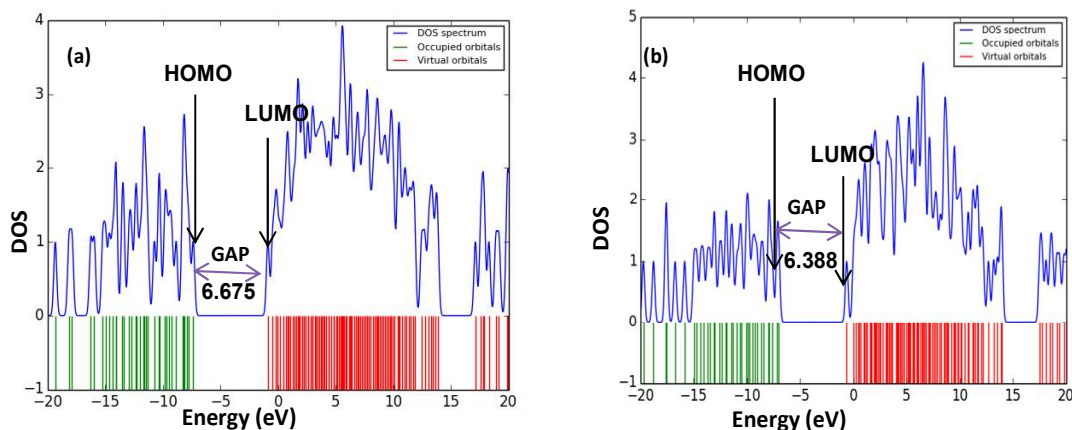 (a)
DOS spectrum
Occupied orbitals
Virtual orbitals
HOMO
LUMO
GAP
6.675
DOS
4
3
2
1
0
−1
−20 −15 −10 −5 0 5 10 15 20
Energy (eV)
(b)
DOS spectrum
Occupied orbitals
Virtual orbitals
HOMO
LUMO
GAP
6.388
DOS
5
4
3
2
1
0
−1
−20 −15 −10 −5 0 5 10 15 20
Energy (eV)